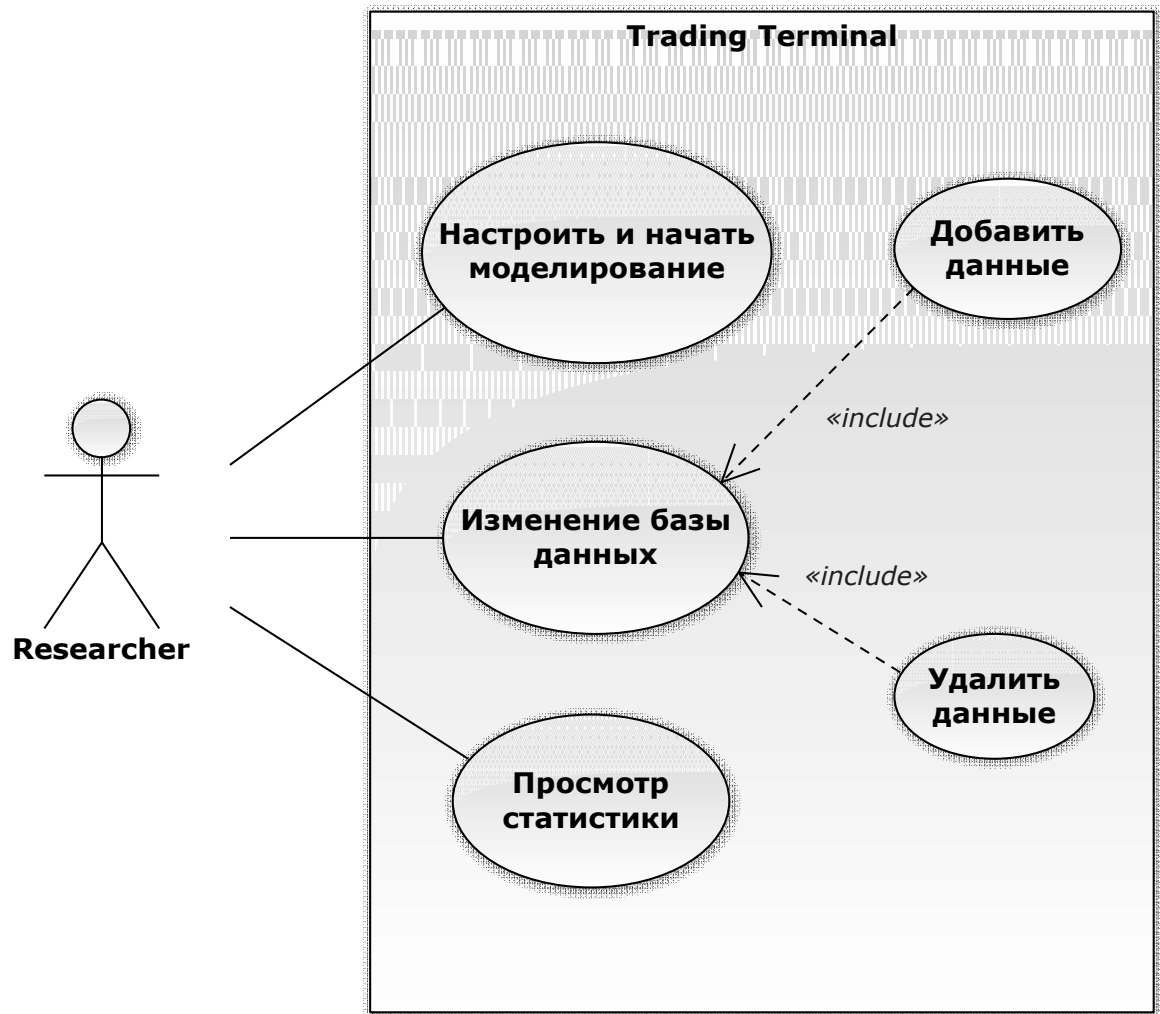 Trading Terminal
Настроить и начать
моделирование
Добавить
данные
«include»
Изменение базы
данных
«include»
Researcher
Удалить
данные
Просмотр
статистики